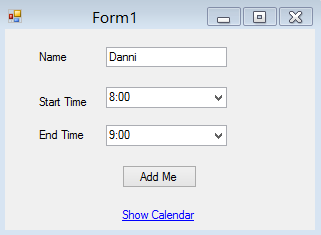 Form1
Name Danni
Start Time 8:00
End Time 9:00
Add Me
Show Calendar